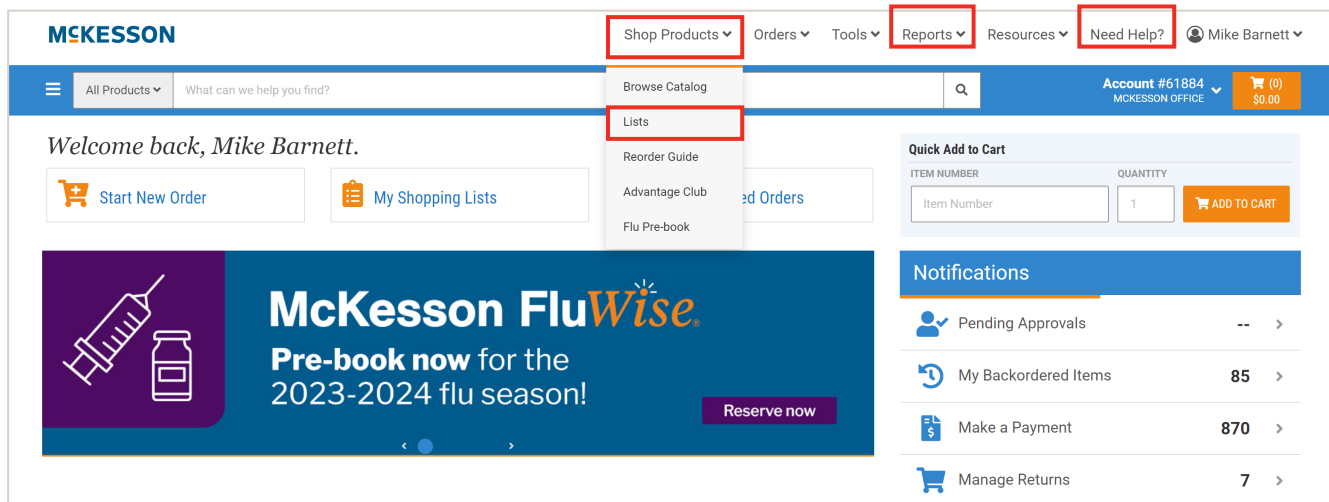 MCKESSON
Shop Products Orders Tools Reports Resources Need Help? Mike Barnett
All Products What can we help you find?
Account #61884
MCKESSON OFFICE
(0)
$0.00
Browse Catalog
Lists
Reorder Guide
Advantage Club
Flu Pre-book
Welcome back, Mike Barnett.
Start New Order
My Shopping Lists
ed Orders
Quick Add to Cart
ITEM NUMBER QUANTITY
Item Number 1 ADD TO CART
McKesson FluWise®
Pre-book now for the
2023-2024 flu season!
Reserve now
Notifications
Pending Approvals --
My Backordered Items 85
Make a Payment 870
Manage Returns 7